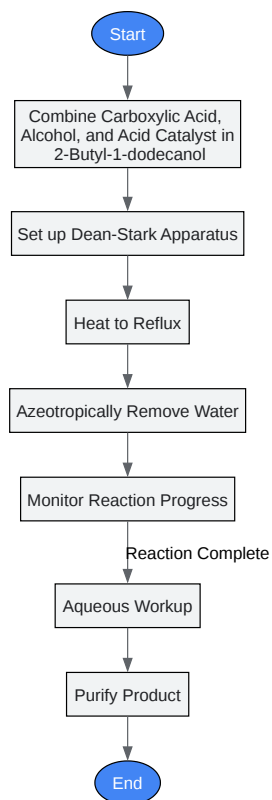 Start
Combine Carboxylic Acid,
Alcohol, and Acid Catalyst in
2-Butyl-1-dodecanol
Set up Dean-Stark Apparatus
Heat to Reflux
Azeotropically Remove Water
Monitor Reaction Progress
Reaction Complete
Aqueous Workup
Purify Product
End